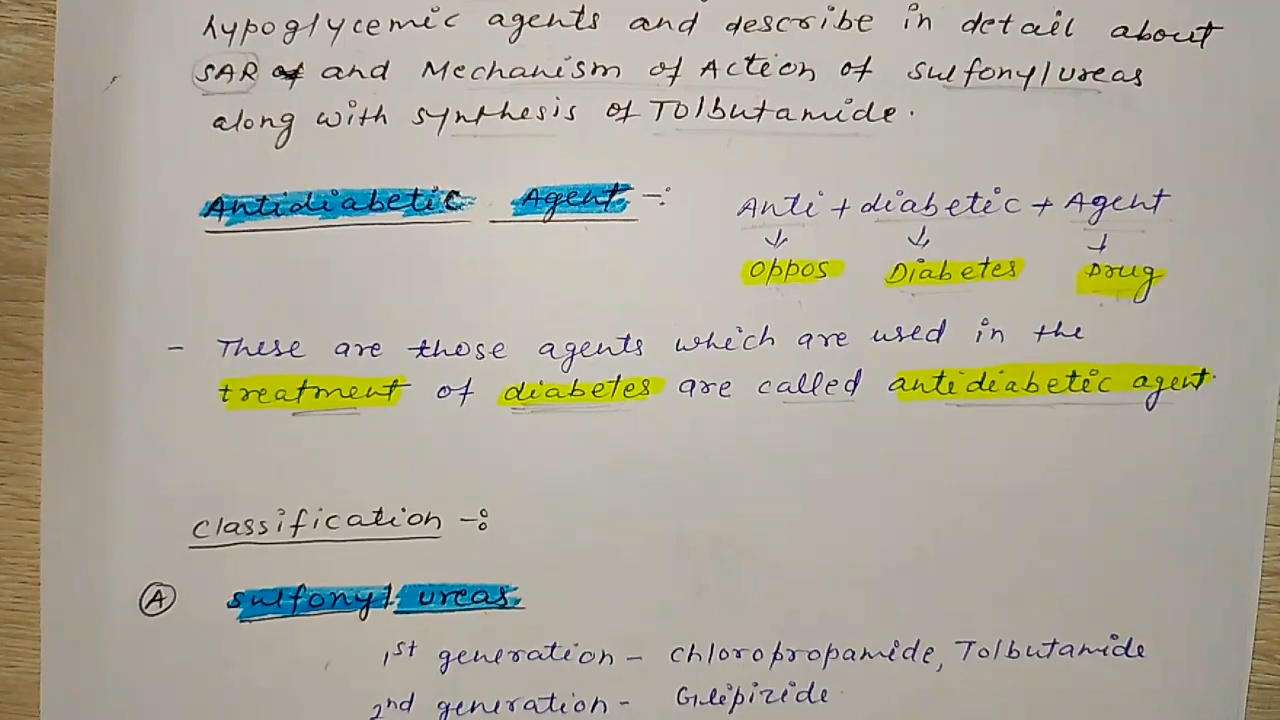 hypoglycemic agents and describe in detail about
SAR of and Mechanism of Action of sulfonylureas
along with synthesis of Tolbutamide.
Antidiabetic Agent -: Anti + diabetic + Agent
↓ ↓ ↓
Oppos Diabetes Drug
- These are those agents which are used in the
treatment of diabetes are called antidiabetic agent.
Classification -:
Ⓐ sulfonyl ureas
1st generation - chloropropamide, Tolbutamide
2nd generation - Glipizide